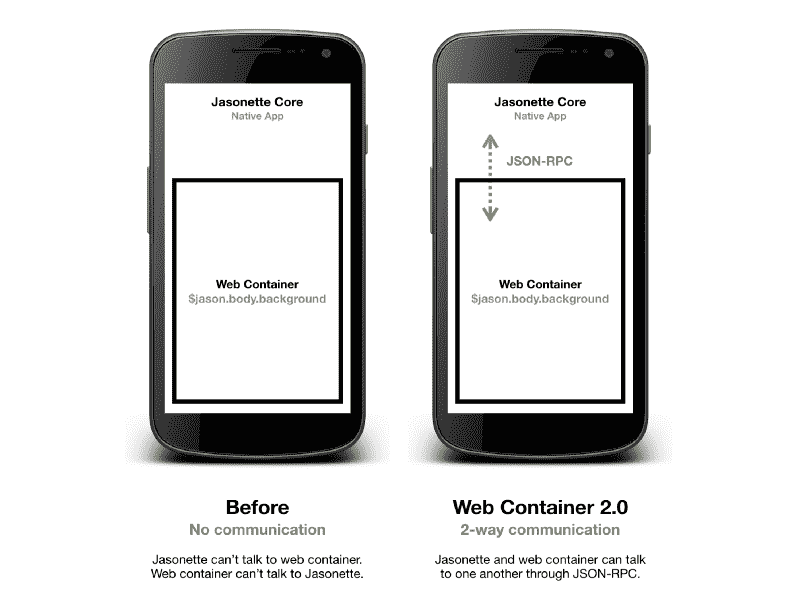 Jasonette Core
Native App
Web Container
$jason.body.background
Before
No communication
Jasonette can't talk to web container.
Web container can't talk to Jasonette.
Jasonette Core
Native App
JSON-RPC
Web Container
$jason.body.background
Web Container 2.0
2-way communication
Jasonette and web container can talk
to one another through JSON-RPC.